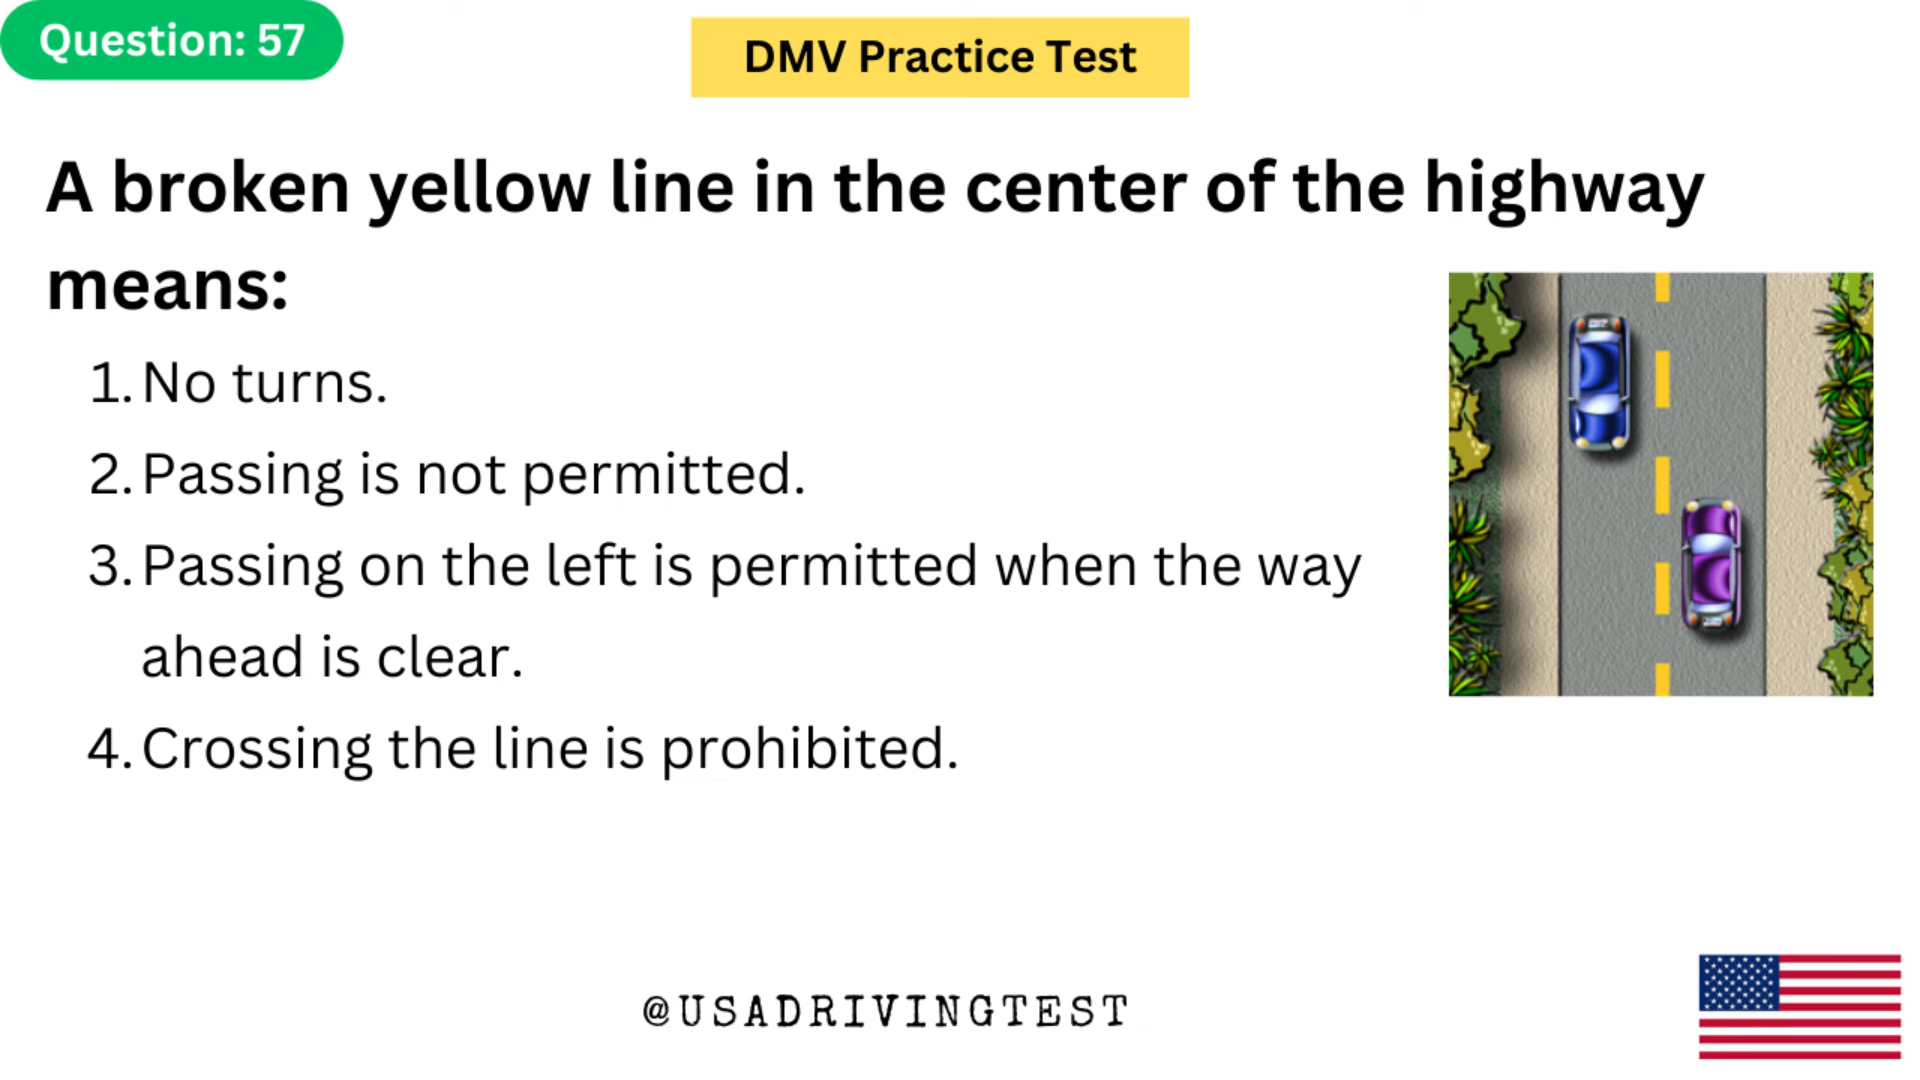 Question: 57
DMV Practice Test
A broken yellow line in the center of the highway
means:
1. No turns.
2. Passing is not permitted.
3. Passing on the left is permitted when the way
ahead is clear.
4. Crossing the line is prohibited.
@USADRIVINGTEST